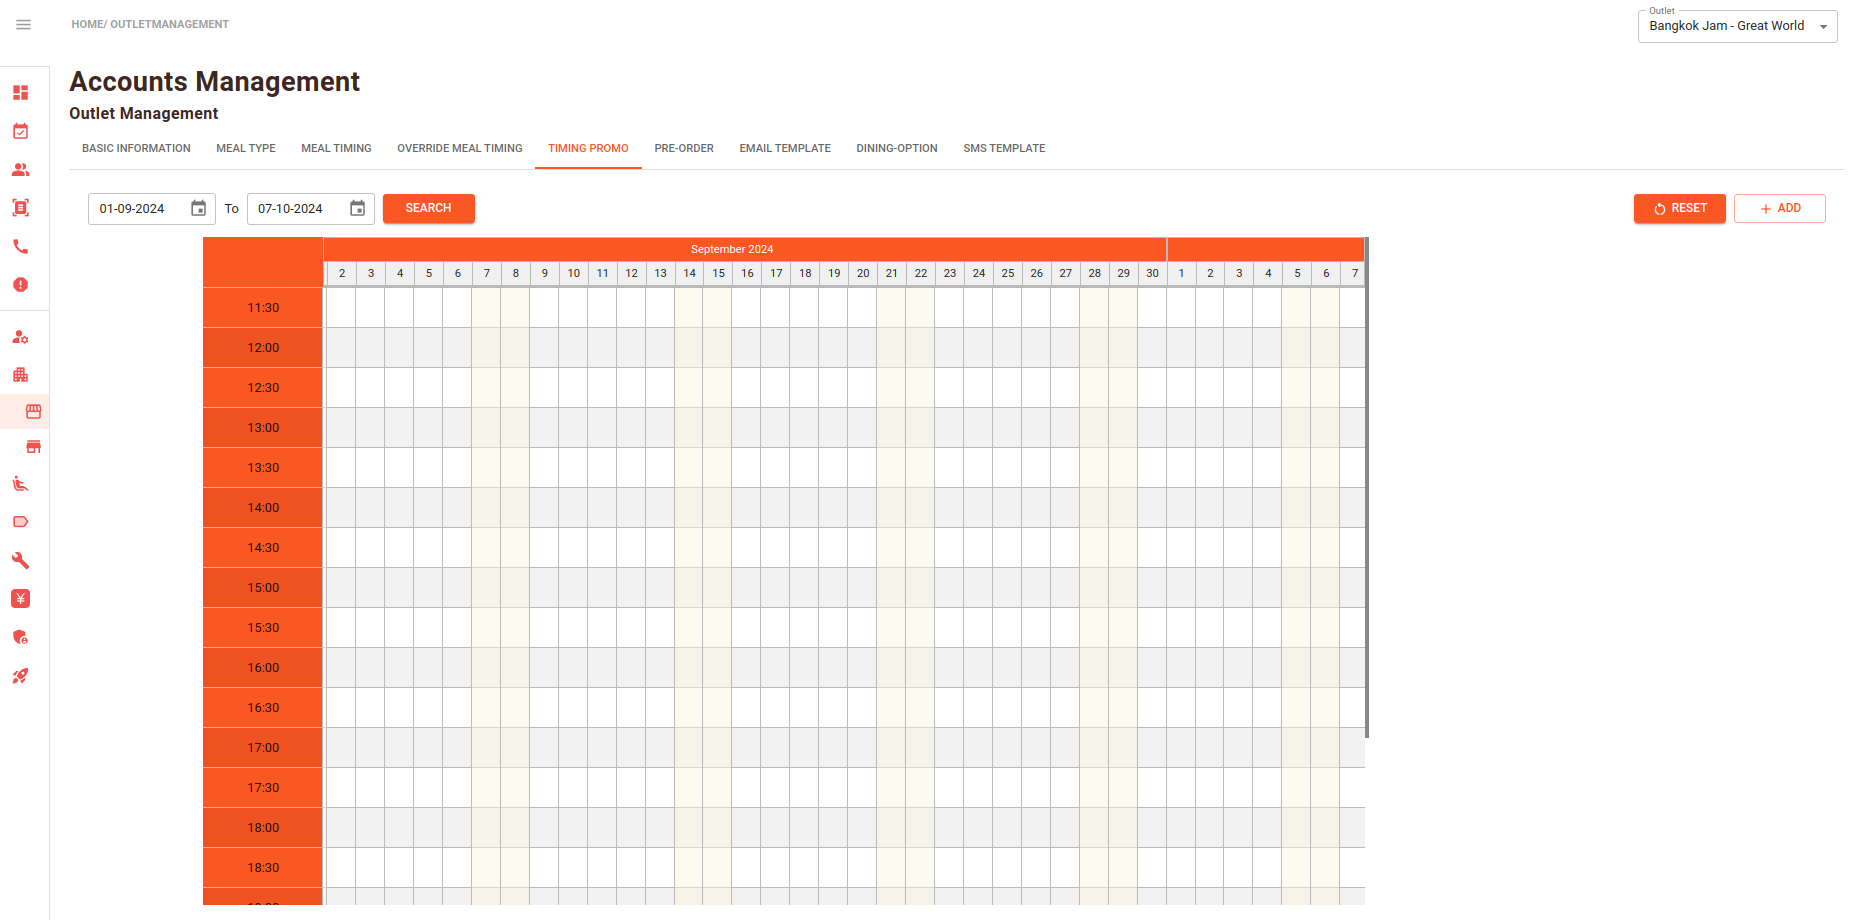 HOME/ OUTLETMANAGEMENT
Outlet
Bangkok Jam - Great World
Accounts Management
Outlet Management
BASIC INFORMATION MEAL TYPE MEAL TIMING OVERRIDE MEAL TIMING TIMING PROMO PRE-ORDER EMAIL TEMPLATE DINING-OPTION SMS TEMPLATE
01-09-2024 To 07-10-2024 SEARCH RESET + ADD
September 2024
2 3 4 5 6 7 8 9 10 11 12 13 14 15 16 17 18 19 20 21 22 23 24 25 26 27 28 29 30 1 2 3 4 5 6 7
11:30
12:00
12:30
13:00
13:30
14:00
14:30
15:00
15:30
¥
16:00
16:30
17:00
17:30
18:00
18:30